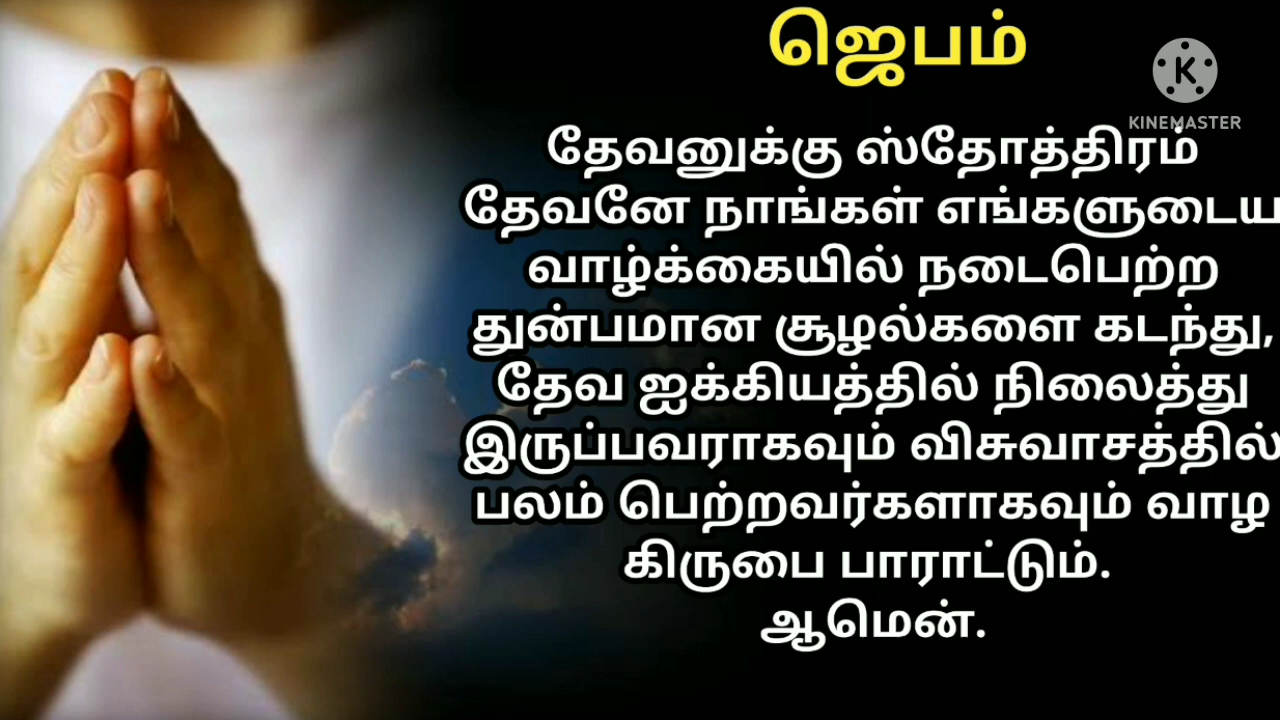 ஜெபம்
KINEMASTER
தேவனுக்கு ஸ்தோத்திரம்
தேவனே நாங்கள் எங்களுடைய
வாழ்க்கையில் நடைபெற்ற
துன்பமான சூழல்களை கடந்து,
தேவ ஐக்கியத்தில் நிலைத்து
இருப்பவராகவும் விசுவாசத்தில்
பலம் பெற்றவர்களாகவும் வாழ
கிருபை பாராட்டும்.
ஆமென்.